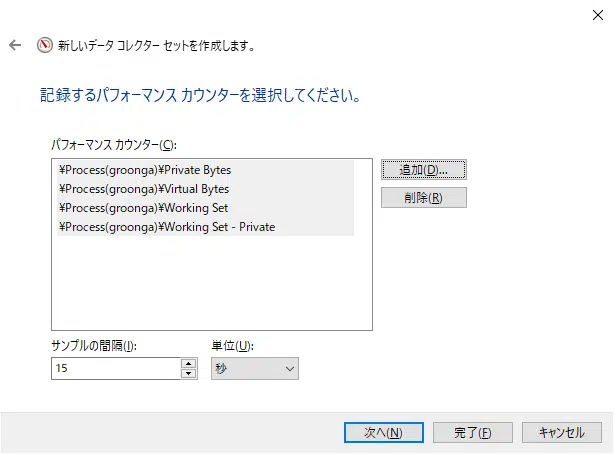 新しいデータ コレクター セットを作成します。
記録するパフォーマンス カウンターを選択してください。
パフォーマンス カウンター(C):
¥Process(groonga)¥Private Bytes
¥Process(groonga)¥Virtual Bytes
¥Process(groonga)¥Working Set
¥Process(groonga)¥Working Set - Private
追加(D)...
削除(R)
サンプルの間隔(I): 単位(U):
15 秒
次へ(N) 完了(F) キャンセル